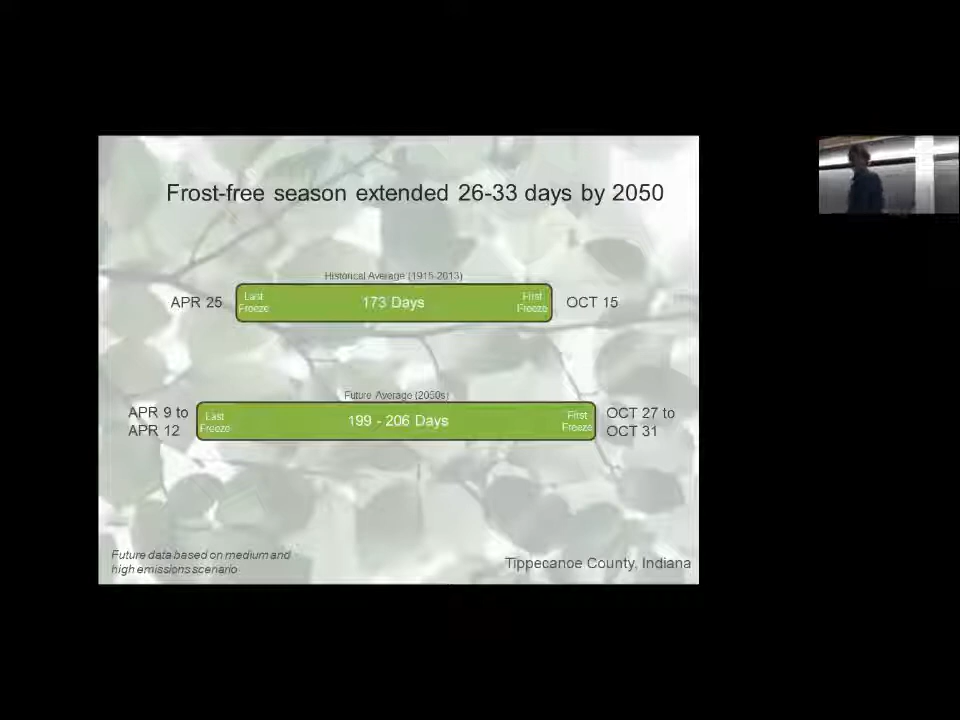 Frost-free season extended 26-33 days by 2050
Historical Average (1915-2013)
APR 25
Last
Freeze
173 Days
First
Freeze
OCT 15
Future Average (2050s)
APR 9 to
APR 12
Last
Freeze
199 - 206 Days
First
Freeze
OCT 27 to
OCT 31
Future data based on medium and
high emissions scenario
Tippecanoe County, Indiana